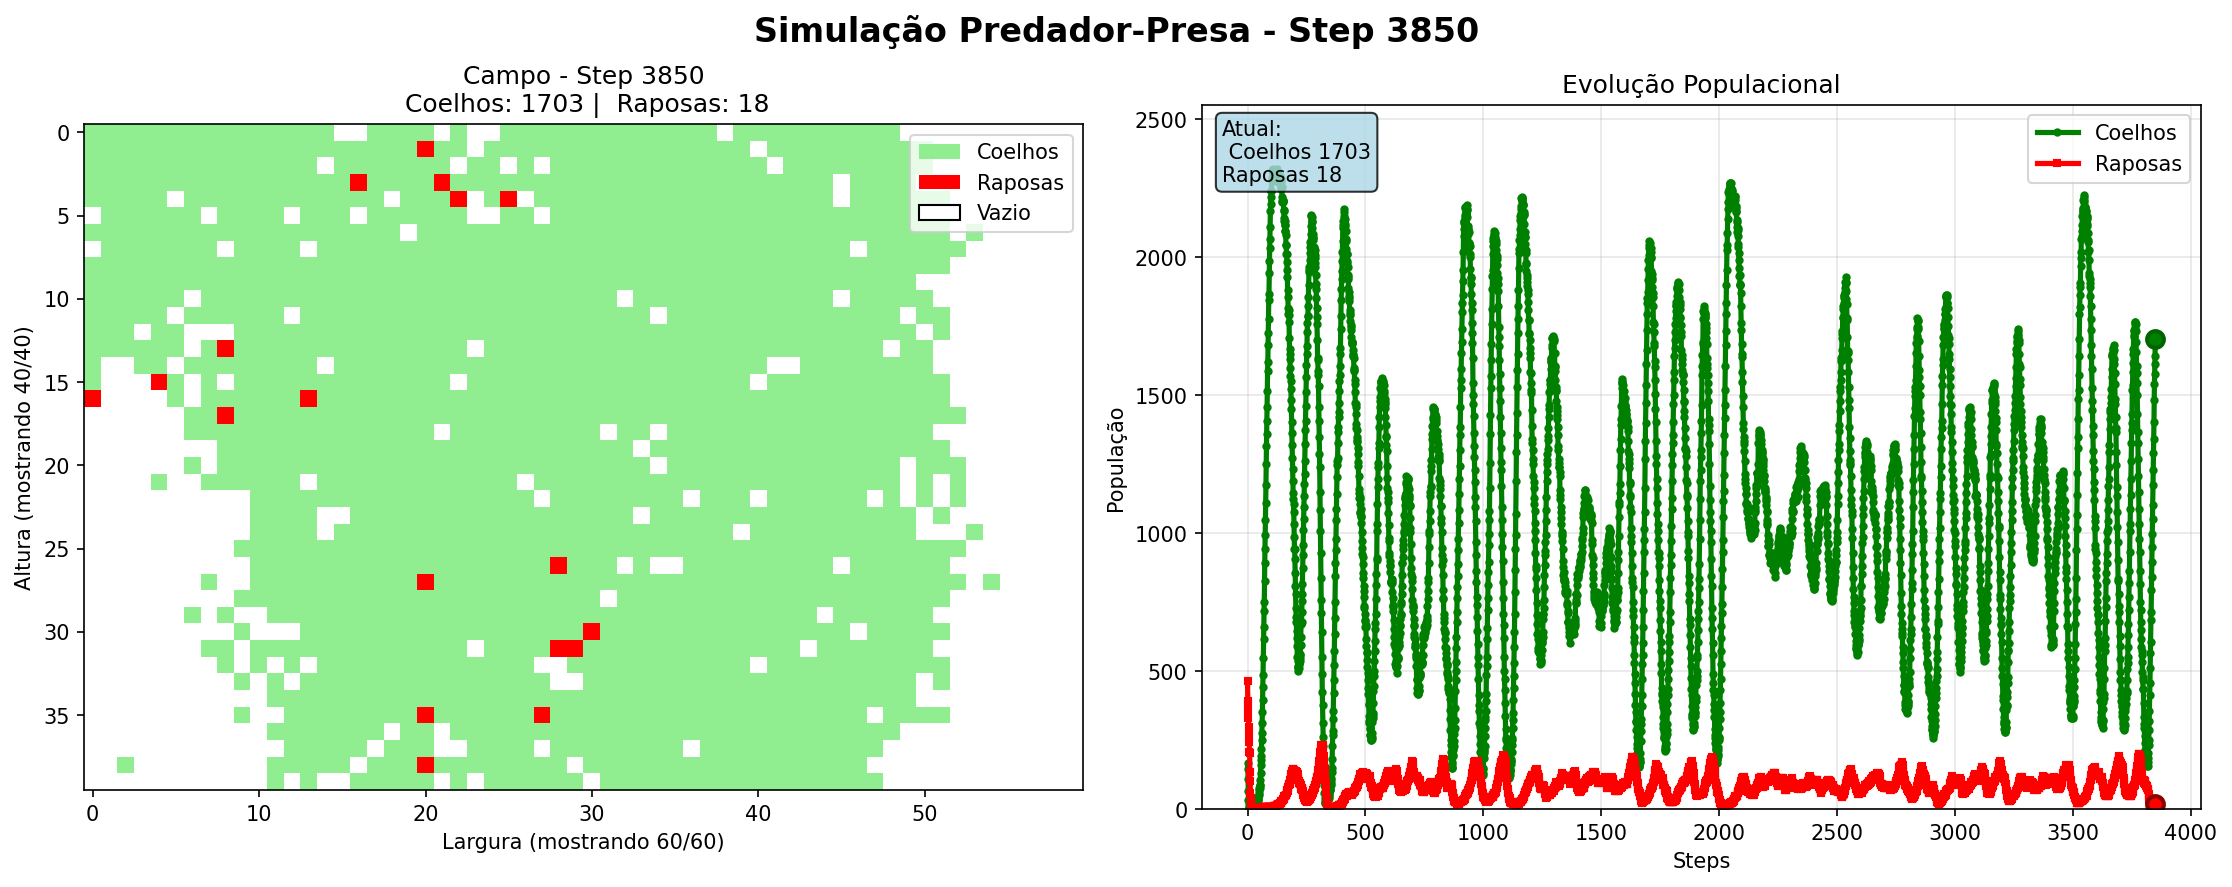 Simulação Predador-Presa - Step 3850
Campo - Step 3850
Coelhos: 1703 |  Raposas: 18
Coelhos
Raposas
Vazio
0
5
10
15
20
25
30
35
Altura (mostrando 40/40)
0
10
20
30
40
50
Largura (mostrando 60/60)
Evolução Populacional
Atual:
Coelhos 1703
Raposas 18
Coelhos
Raposas
2500
2000
1500
1000
500
0
População
0
500
1000
1500
2000
2500
3000
3500
4000
Steps